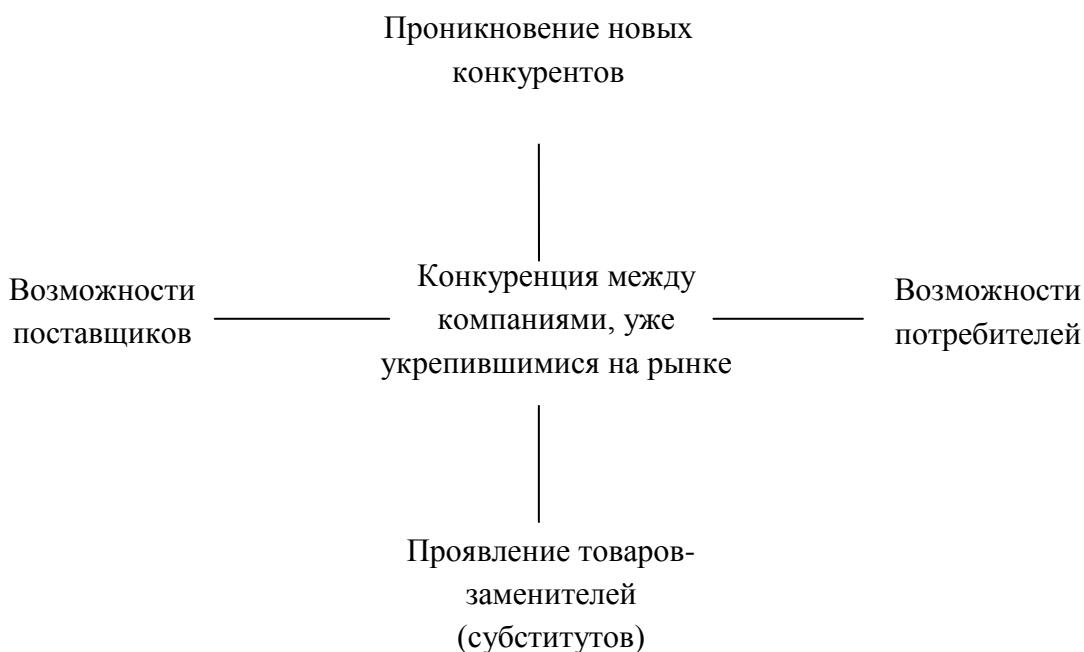 Проникновение новых
конкурентов
Возможности
поставщиков
Конкуренция между
компаниями, уже
укрепившимися на рынке
Возможности
потребителей
Проявление товаров-
заменителей
(субститутов)